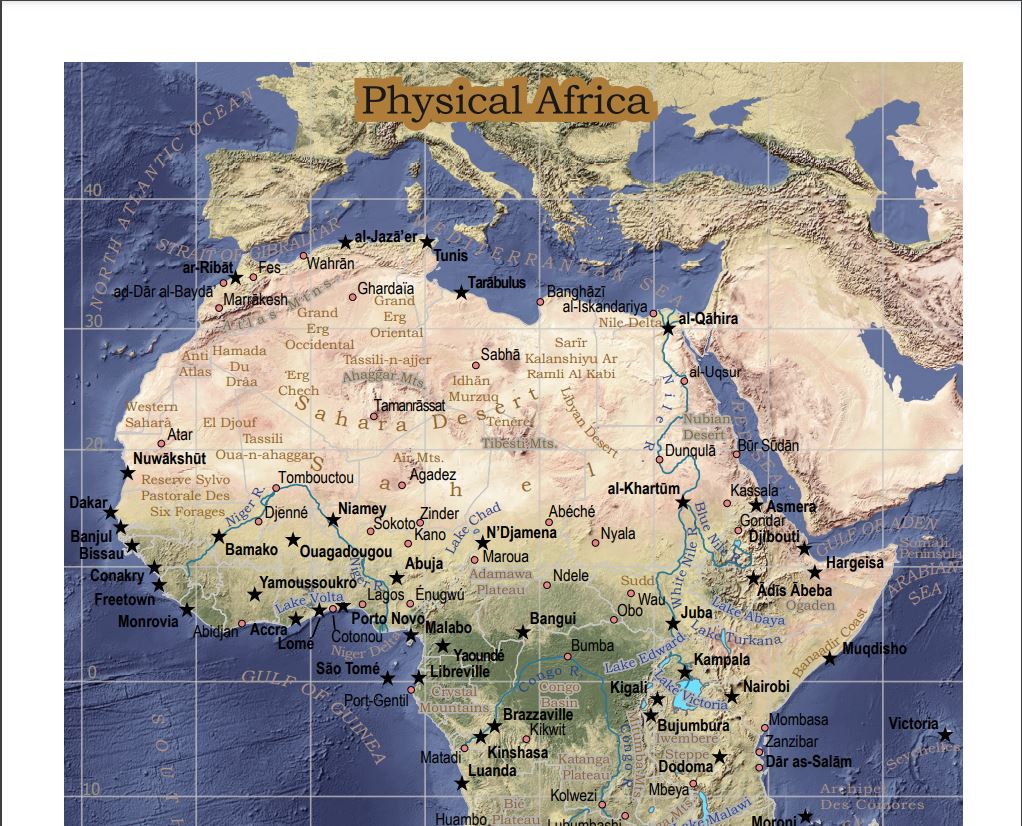 Physical Africa
NORTH ATLANTIC OCEAN
40
STRAIT OF GIBRALTAR
MEDITERRANEAN SEA
al-Jazā'er
Tunis
ar-Ribāt
Fes
Wahrān
Tarābulus
ad-Dār al-Baydā
Marrākesh
Ghardaïa
Banghāzī
al-Iskandariya
Atlas Mtns.
Grand
Erg
Occidental
Grand
Erg
Oriental
Nile Delta
al-Qāhira
30
Anti
Atlas
Hamada
Du
Drâa
Tassili-n-ajjer
Ahaggar Mts.
Sabhā
Sarīr
Kalanshiyu Ar
Ramli Al Kabi
al-Uqsur
'Erg
Chech
Idhān
Murzuq
Libyan Desert
Nile R.
RED SEA
Sahara Desert
Tamanrāssat
Ténéré
Tibesti Mts.
Nubian
Desert
Western
Sahara
El Djouf
Atar
20
Tassili
Oua-n-ahaggar
Dunqulā
Būr Sūdān
Nuwākshūt
Aïr Mts.
Agadez
Sahel
Reserve Sylvo
Pastorale Des
Six Forages
Tombouctou
al-Khartūm
Kassala
Asmera
Dakar
Niger R.
Djenné
Niamey
Zinder
Sokoto
Kano
Lake Chad
Abéché
N'Djamena
Nyala
Blue Nile R.
Gondar
Djibouti
GULF OF ADEN
Banjul
Bissau
Bamako
Ouagadougou
Maroua
Hargeisa
Somali
Peninsula
ARABIAN
SEA
Conakry
Abuja
Niger R.
Adamawa
Plateau
Ndele
White Nile R.
Adīs Ābeba
Ogaden
Freetown
Yamoussoukro
Lake Volta
Lagos
Enugwu
Sudd
Wau
Obo
Lake Abaya
Monrovia
Abidjan
Accra
Lome
Porto Novo
Cotonou
Niger Delta
Malabo
Bangui
Juba
Lake Turkana
Benaadir Coast
Muqdisho
Yaoundé
Bumba
Lake Edward
Kampala
0
São Tomé
Libreville
GULF OF GUINEA
Port-Gentil
Crystal
Mountains
Congo R.
Congo
Basin
Kigali
Lake Victoria
Nairobi
Brazzaville
Kikwit
Bujumbura
Mombasa
Victoria
Seychelles
Matadi
Kinshasa
Congo R.
Iwembere
Steppe
Zanzibar
Dodoma
Dār as-Salām
Luanda
Katanga
Plateau
Mbeya
10
Kolwezi
Archipel
Des Comores
Bié
Plateau
Huambo
Lubumbashi
Lake Malawi
Moroni
SOUT